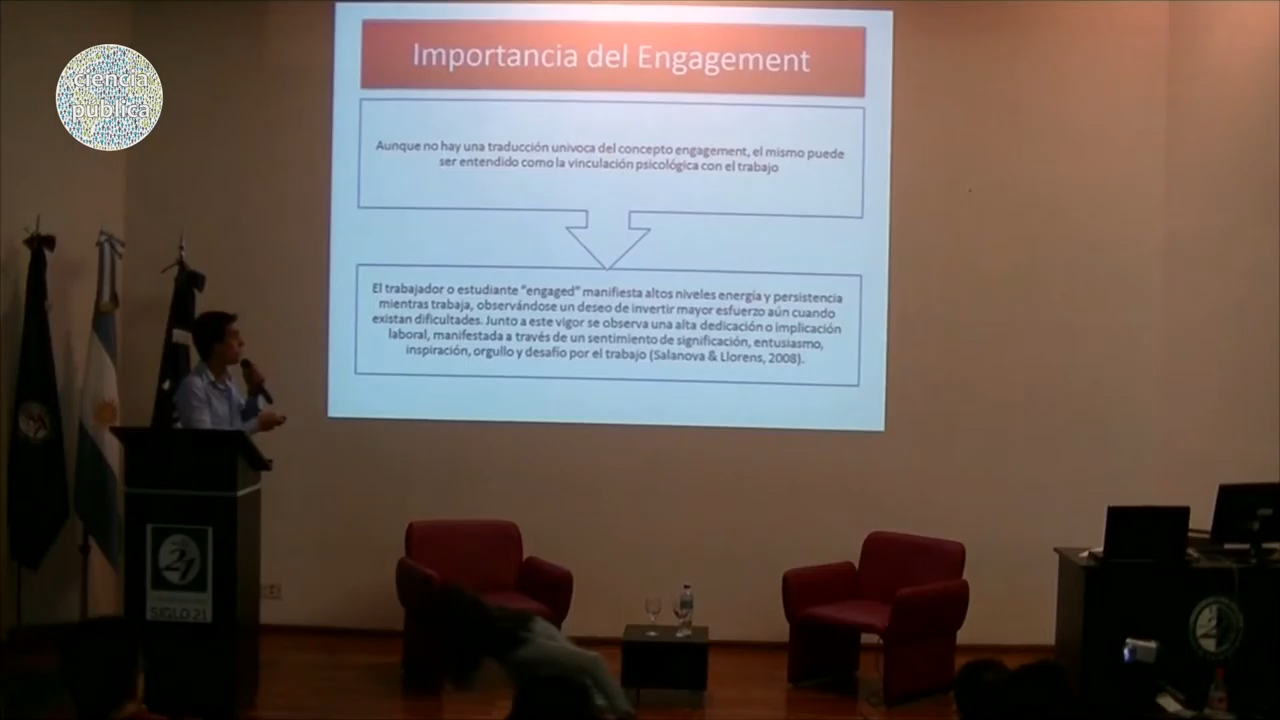 ciencia
pública
Importancia del Engagement
Aunque no hay una traducción univoca del concepto engagement, el mismo puede
ser entendido como la vinculación psicológica con el trabajo
El trabajador o estudiante "engaged" manifiesta altos niveles energía y persistencia
mientras trabaja, observándose un deseo de invertir mayor esfuerzo aún cuando
existan dificultades. Junto a este vigor se observa una alta dedicación o implicación
laboral, manifestada a través de un sentimiento de significación, entusiasmo,
inspiración, orgullo y desafío por el trabajo (Salanova & Llorens, 2008).
21
SIGLO 21